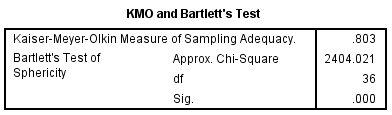 KMO and Bartlett's Test
Kaiser-Meyer-Olkin Measure of Sampling Adequacy. .803
Bartlett's Test of Approx. Chi-Square 2404.021
Sphericity df 36
Sig. .000